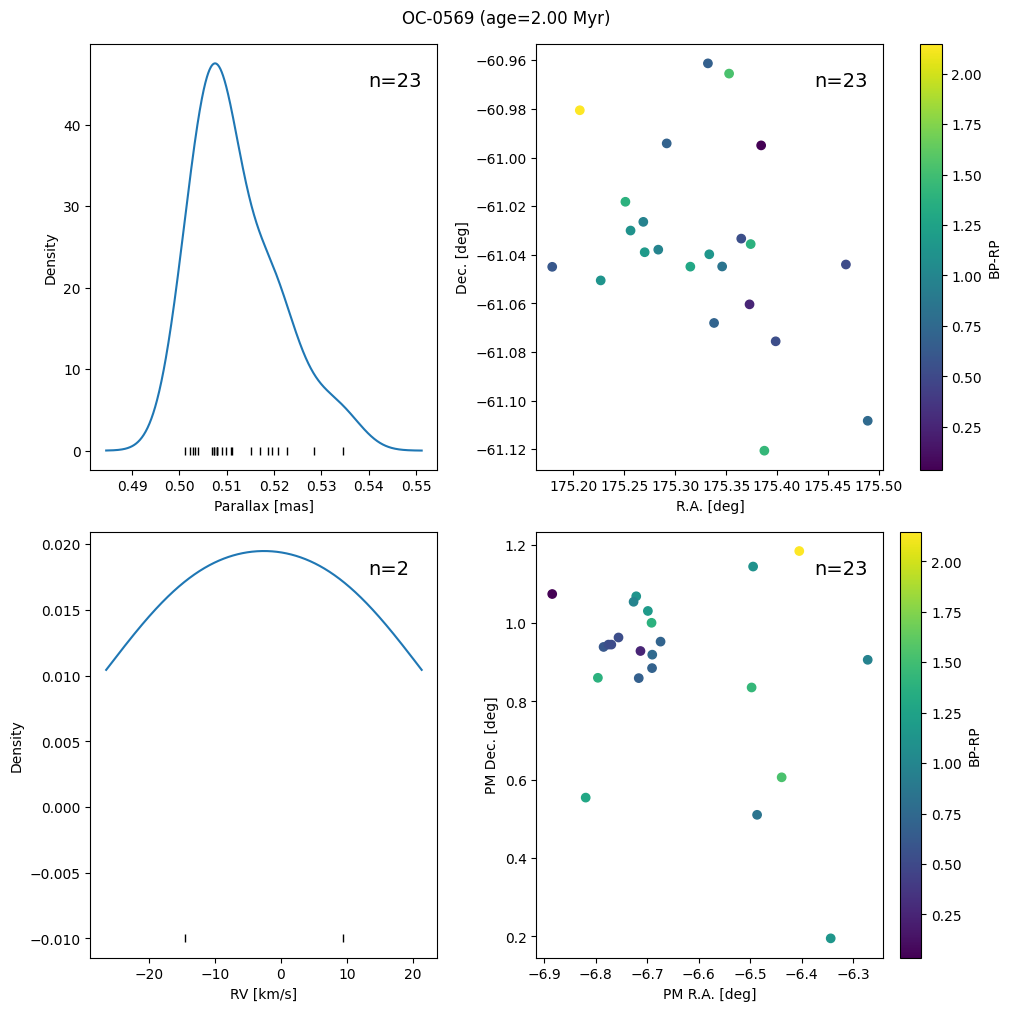 OC-0569 (age=2.00 Myr)
n=23
Density
40
30
20
10
0
0.49 0.50 0.51 0.52 0.53 0.54 0.55
Parallax [mas]
n=23
Dec. [deg]
−60.96
−60.98
−61.00
−61.02
−61.04
−61.06
−61.08
−61.10
−61.12
175.20 175.25 175.30 175.35 175.40 175.45 175.50
R.A. [deg]
2.00
1.75
1.50
1.25
1.00
0.75
0.50
0.25
BP-RP
n=2
Density
0.020
0.015
0.010
0.005
0.000
−0.005
−0.010
−20 −10 0 10 20
RV [km/s]
n=23
PM Dec. [deg]
1.2
1.0
0.8
0.6
0.4
0.2
−6.9 −6.8 −6.7 −6.6 −6.5 −6.4 −6.3
PM R.A. [deg]
2.00
1.75
1.50
1.25
1.00
0.75
0.50
0.25
BP-RP